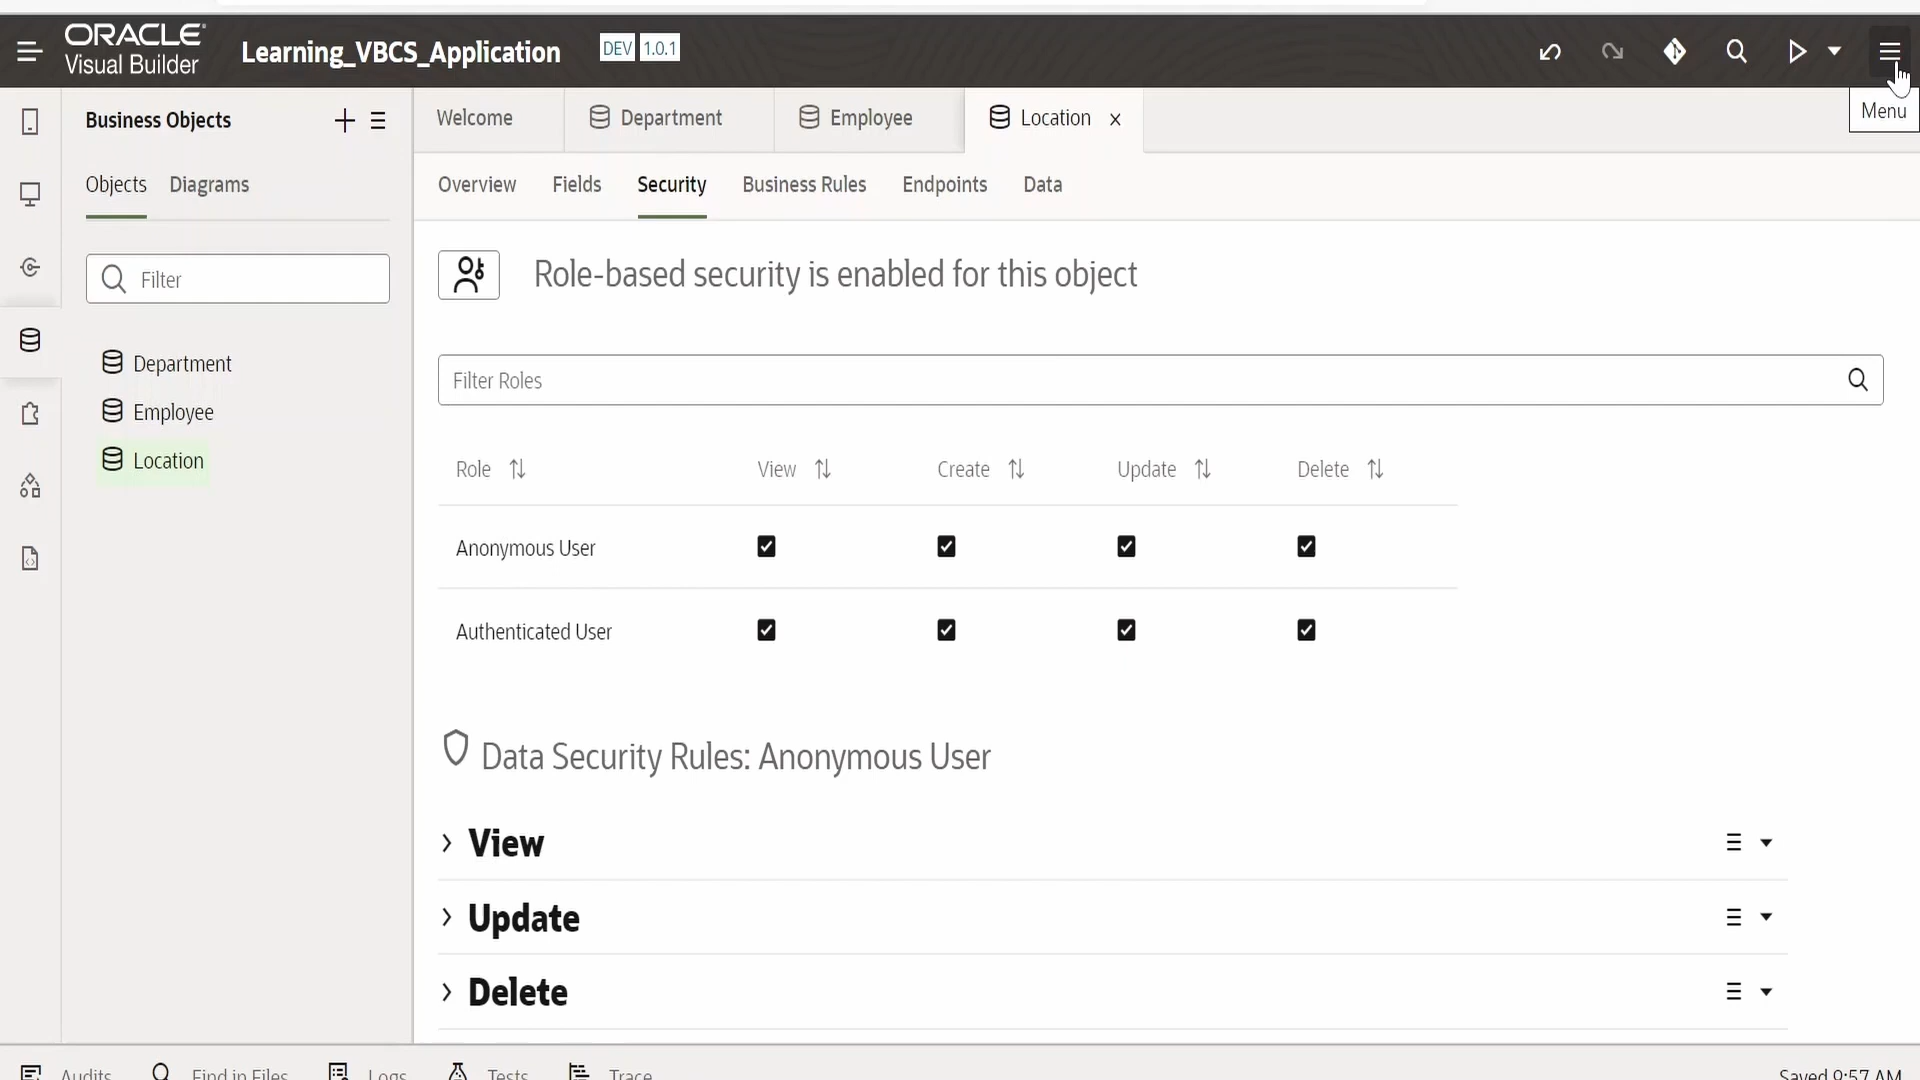 ORACLE
Visual Builder
Learning_VBCS_Application
DEV 1.0.1
Menu
Business Objects
Objects Diagrams
Filter
Department
Employee
Location
Welcome
Department
Employee
Location
Overview Fields Security Business Rules Endpoints Data
Role-based security is enabled for this object
Filter Roles
Role View Create Update Delete
Anonymous User
Authenticated User
Data Security Rules: Anonymous User
View
Update
Delete
Audits Find in Files Logs Tests Trace
Saved 9:57 AM